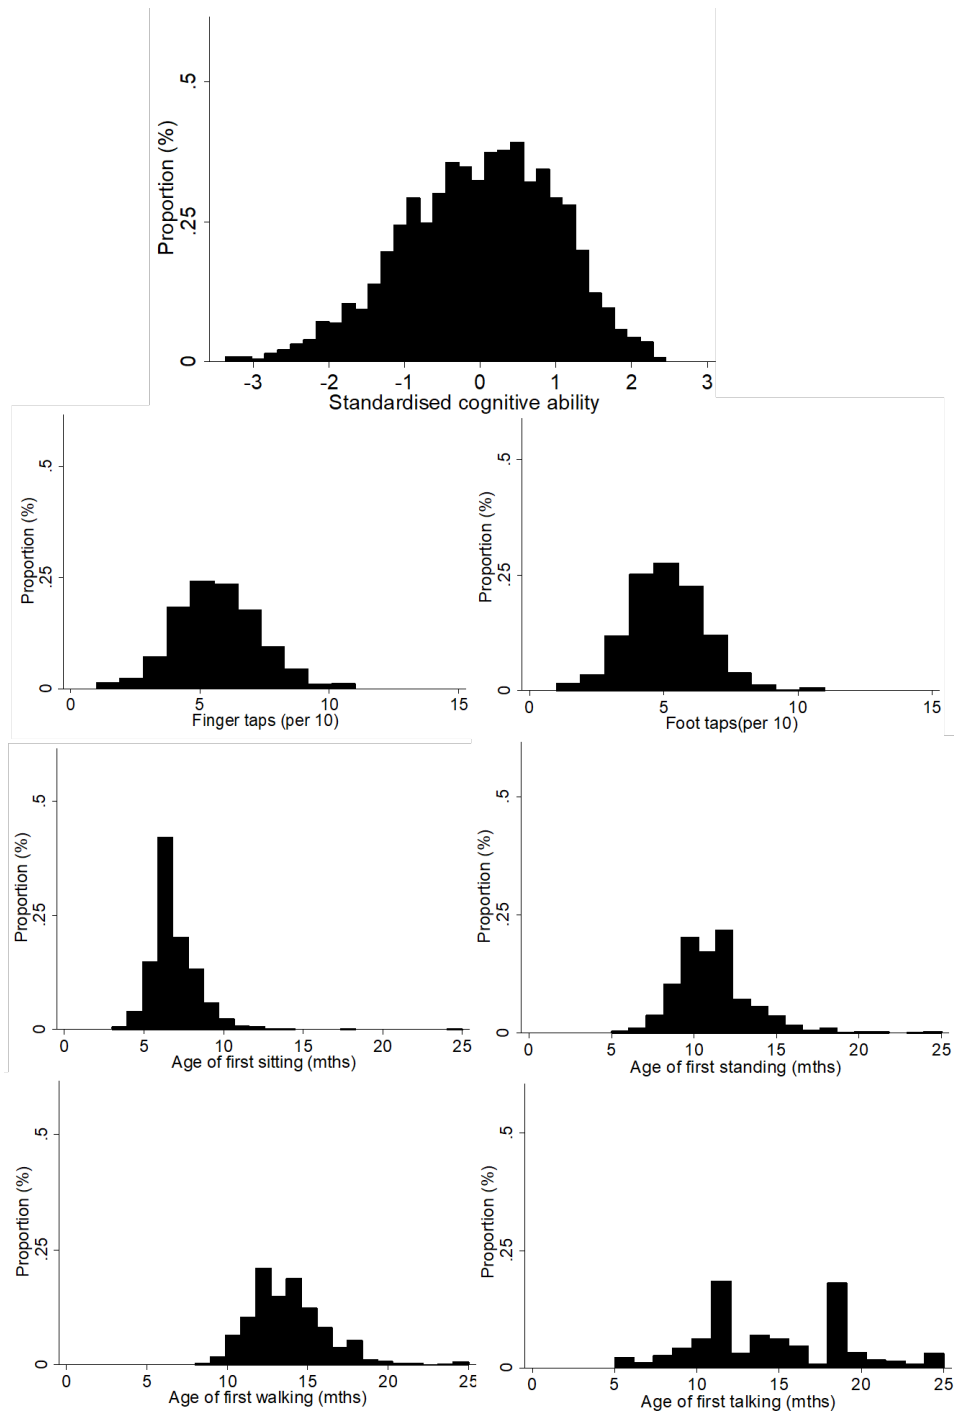 Proportion (%)
.5
.25
0
-3 -2 -1 0 1 2 3
Standardised cognitive ability
Proportion (%)
.5
.25
0
0 5 10 15
Finger taps (per 10)
Proportion (%)
.5
.25
0
0 5 10 15
Foot taps(per 10)
Proportion (%)
.5
.25
0
0 5 10 15 20 25
Age of first sitting (mths)
Proportion (%)
.5
.25
0
0 5 10 15 20 25
Age of first standing (mths)
Proportion (%)
.5
.25
0
0 5 10 15 20 25
Age of first walking (mths)
Proportion (%)
.5
.25
0
0 5 10 15 20 25
Age of first talking (mths)